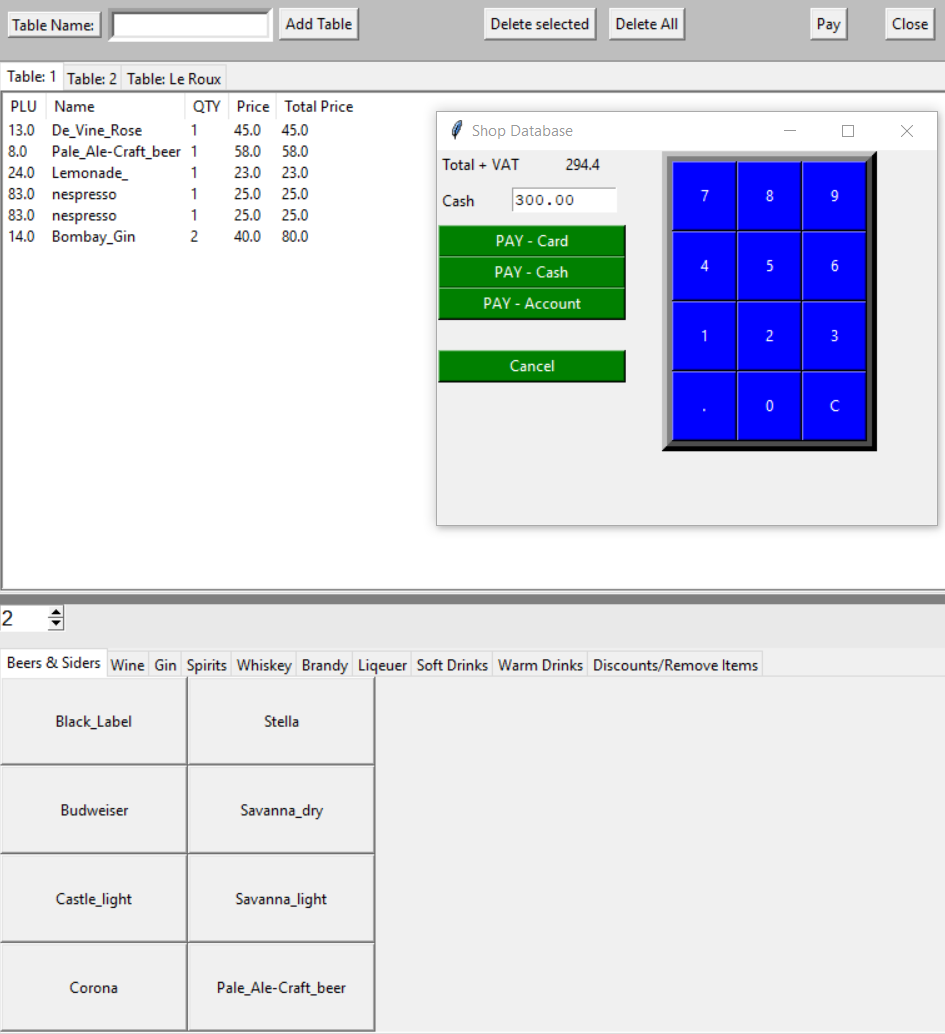 Table Name: Add Table Delete selected Delete All Pay Close
Table: 1 Table: 2 Table: Le Roux
PLU Name QTY Price Total Price
13.0 De_Vine_Rose 1 45.0 45.0
8.0 Pale_Ale-Craft_beer 1 58.0 58.0
24.0 Lemonade_ 1 23.0 23.0
83.0 nespresso 1 25.0 25.0
83.0 nespresso 1 25.0 25.0
14.0 Bombay_Gin 2 40.0 80.0
Shop Database
Total + VAT 294.4
Cash 300.00
PAY - Card
PAY - Cash
PAY - Account
Cancel
7 8 9
4 5 6
1 2 3
. 0 C
2
Beers & Siders Wine Gin Spirits Whiskey Brandy Liqeuer Soft Drinks Warm Drinks Discounts/Remove Items
Black_Label Stella
Budweiser Savanna_dry
Castle_light Savanna_light
Corona Pale_Ale-Craft_beer